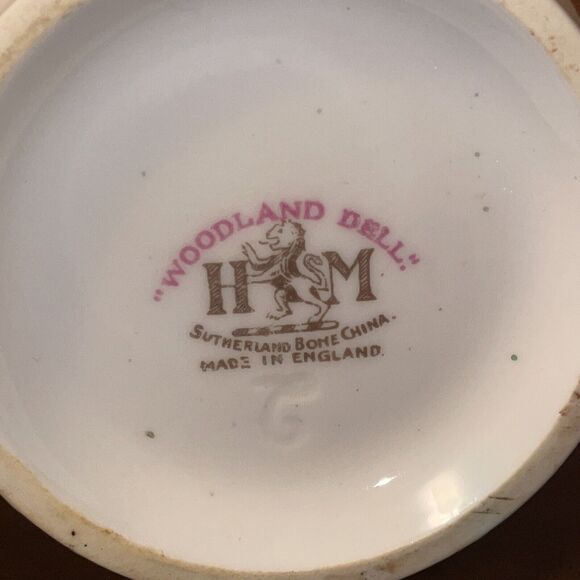 "WOODLAND DELL."
H M
SUTHERLAND BONE CHINA.
MADE IN ENGLAND.